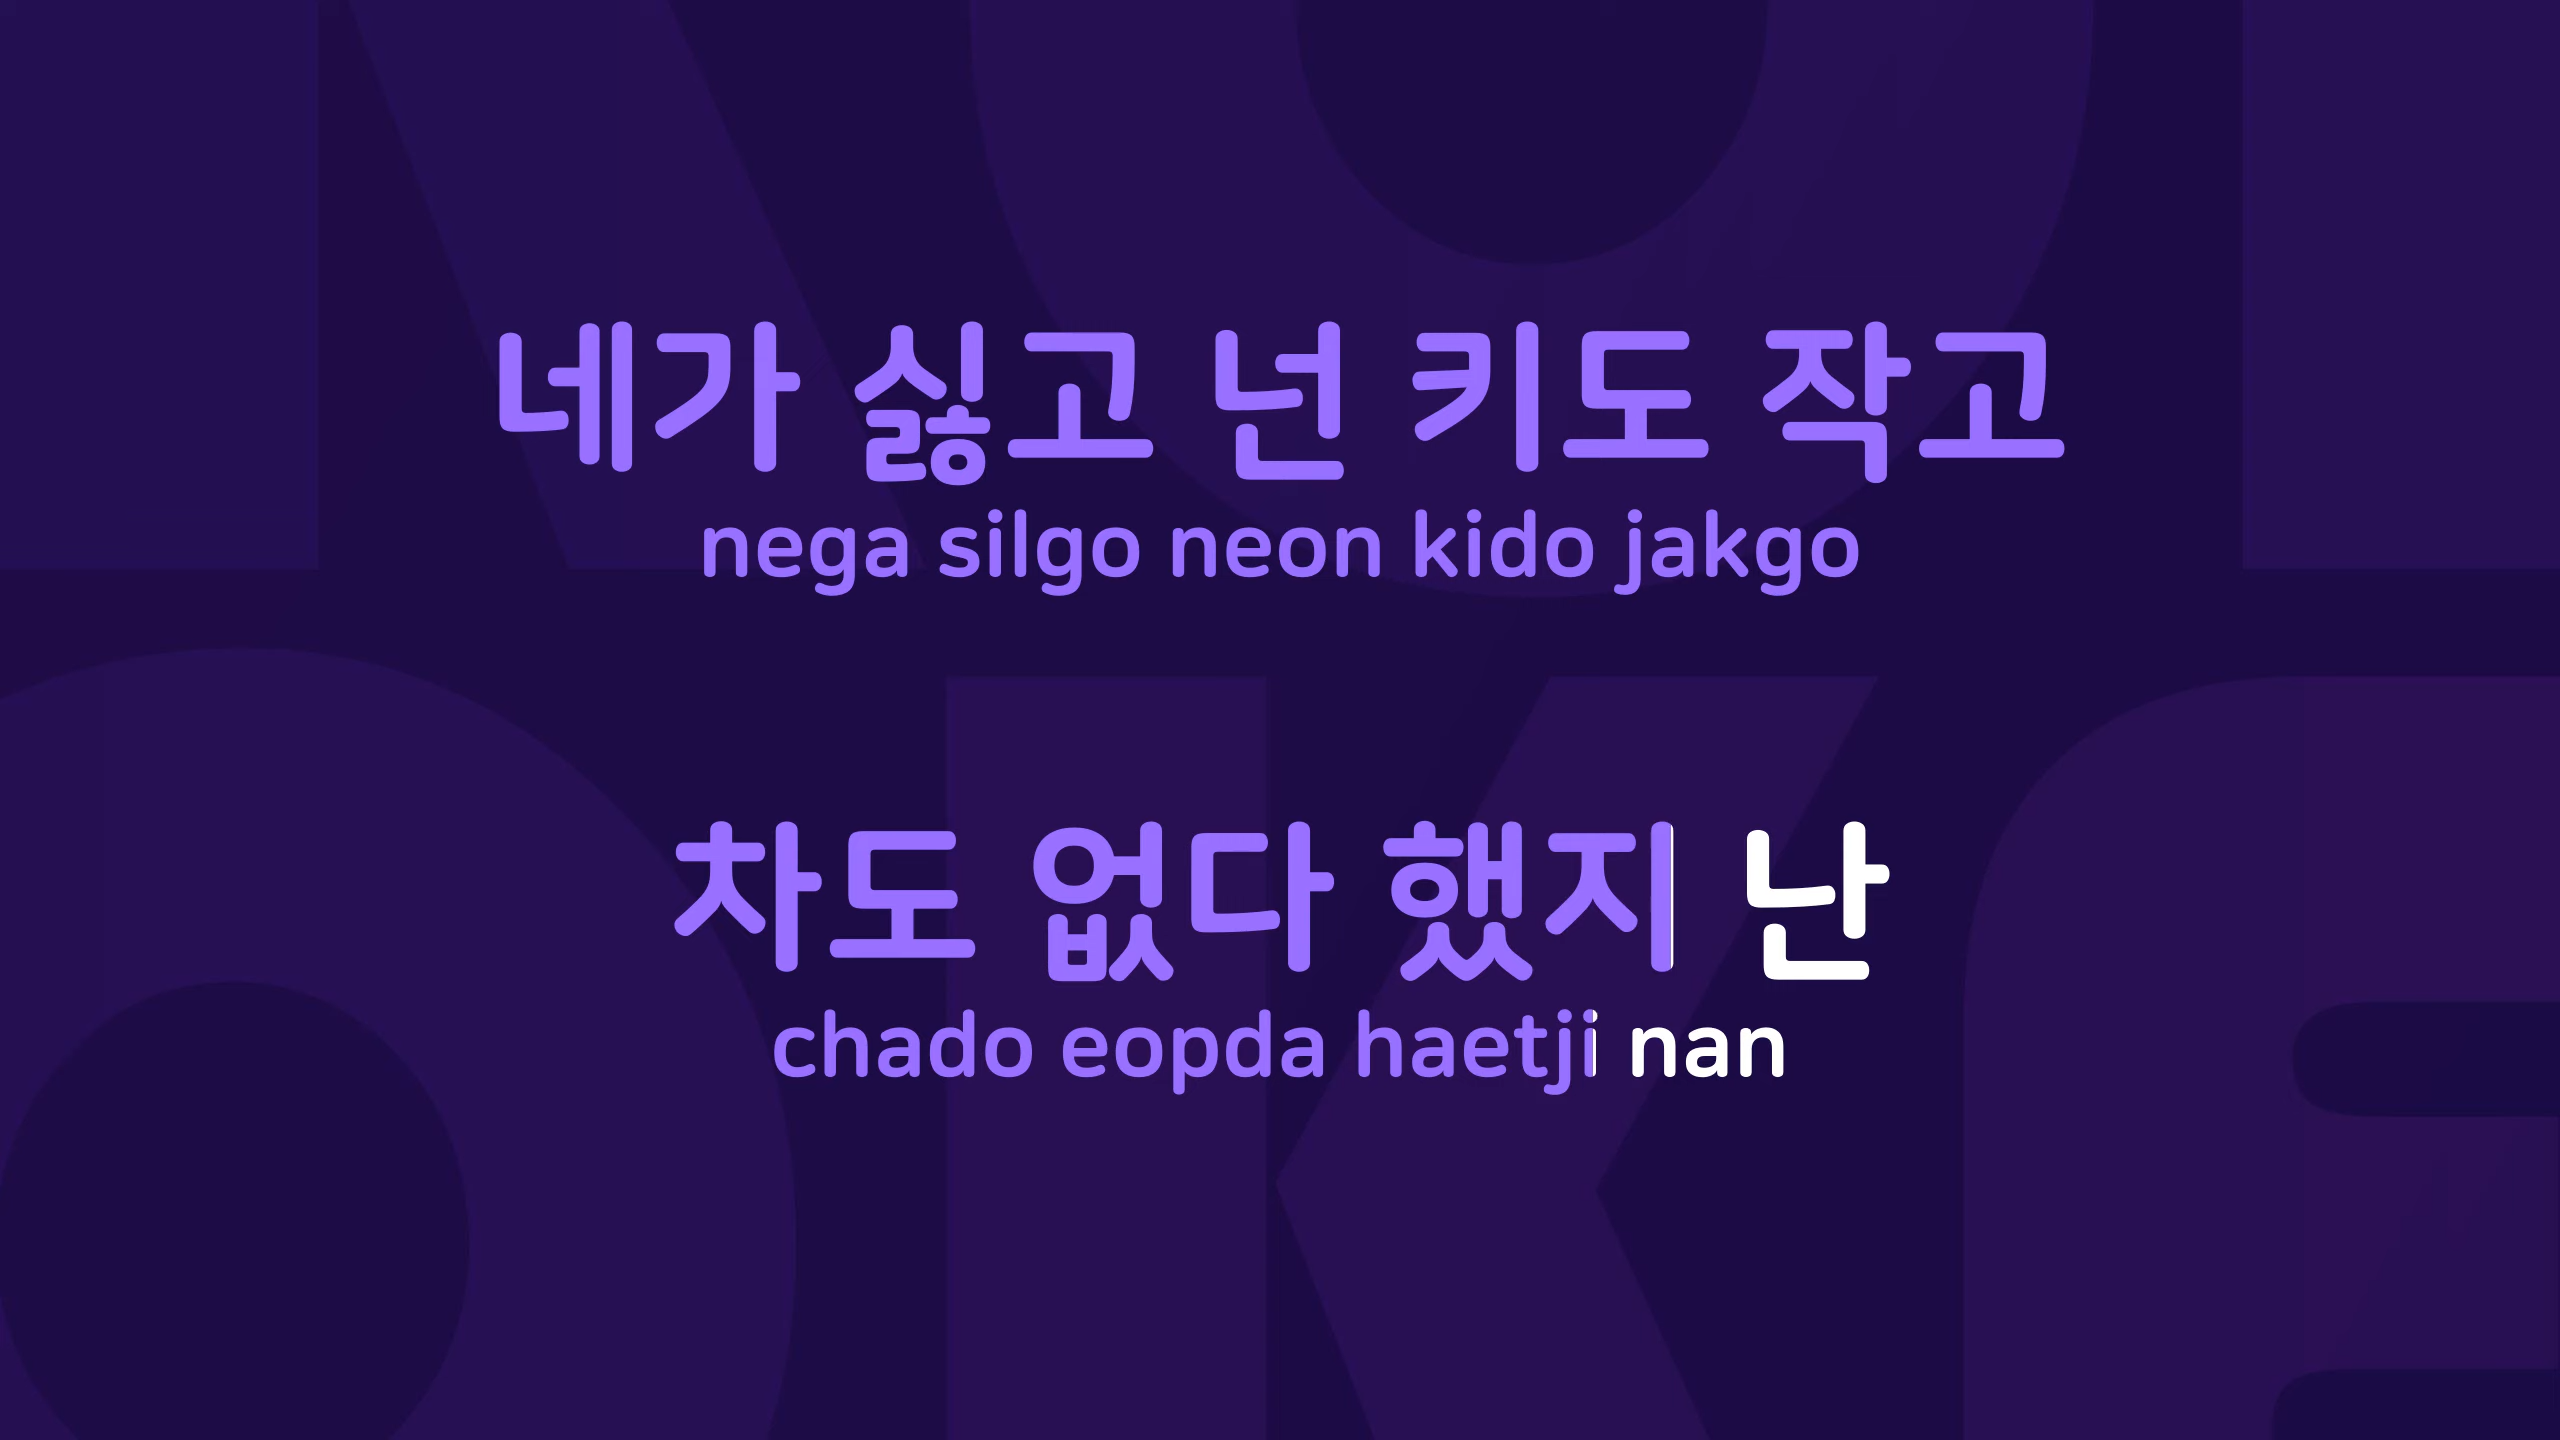 네가 싫고 넌 키도 작고
nega silgo neon kido jakgo
차도 없다 했지 난
chado eopda haetji nan